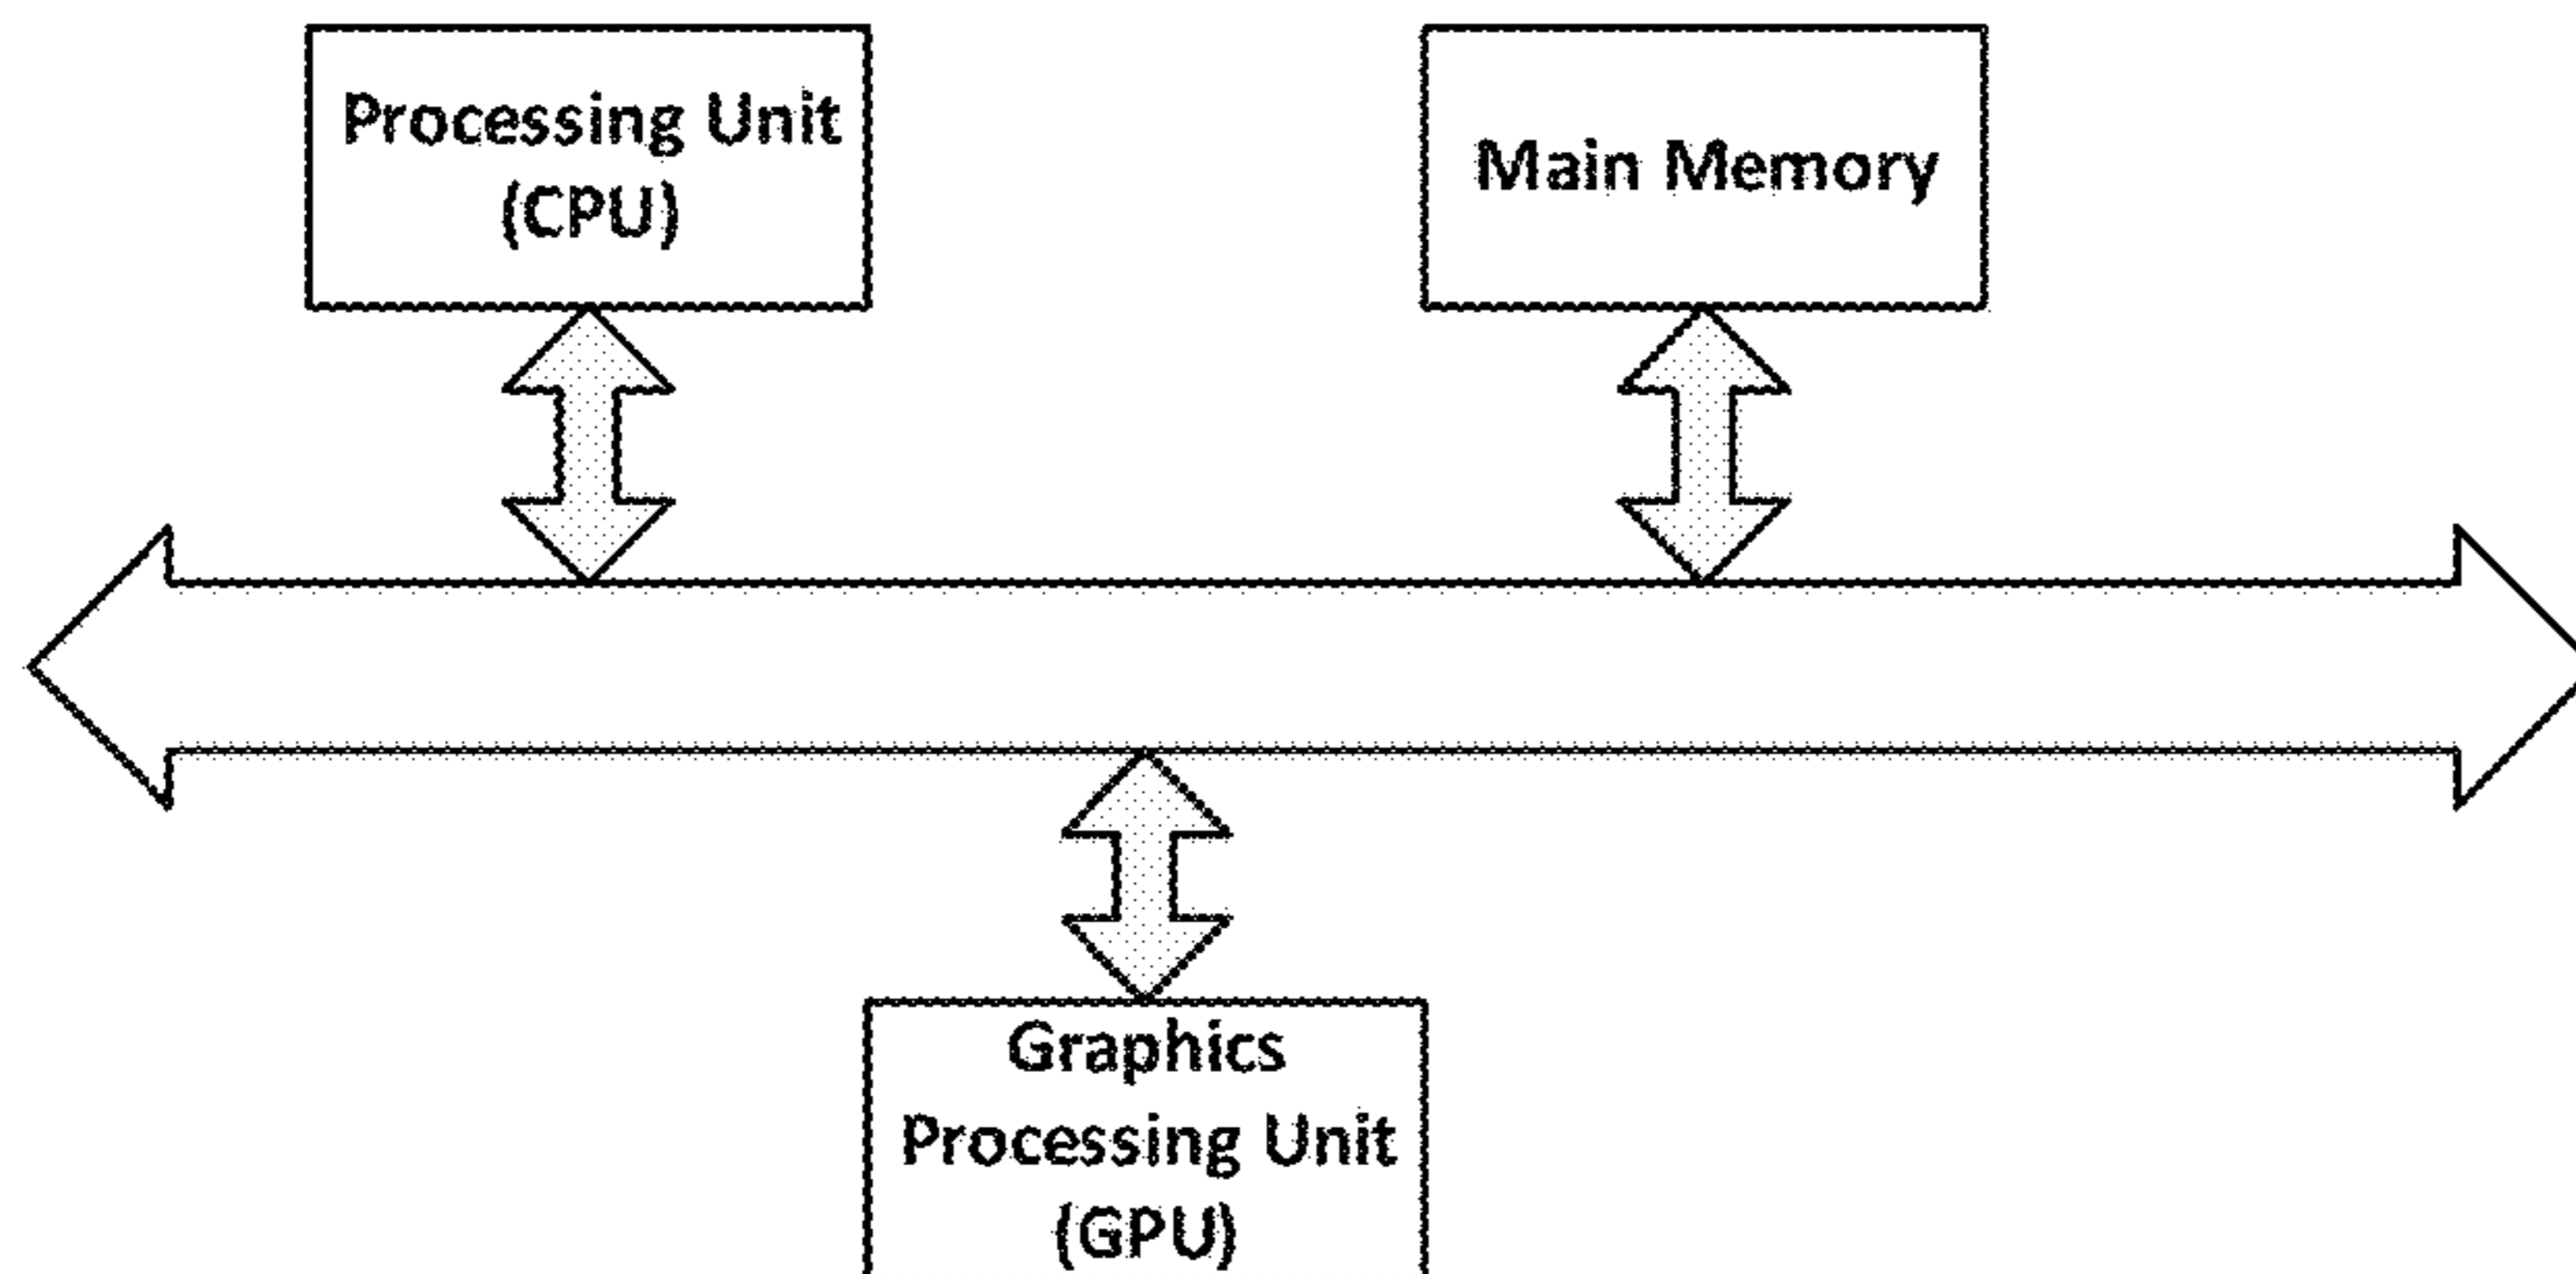 Processing Unit
(CPU)
Main Memory
Graphics
Processing Unit
(GPU)